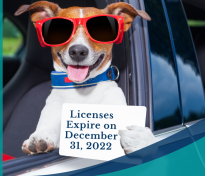 Licenses
Expire on
December
31, 2022